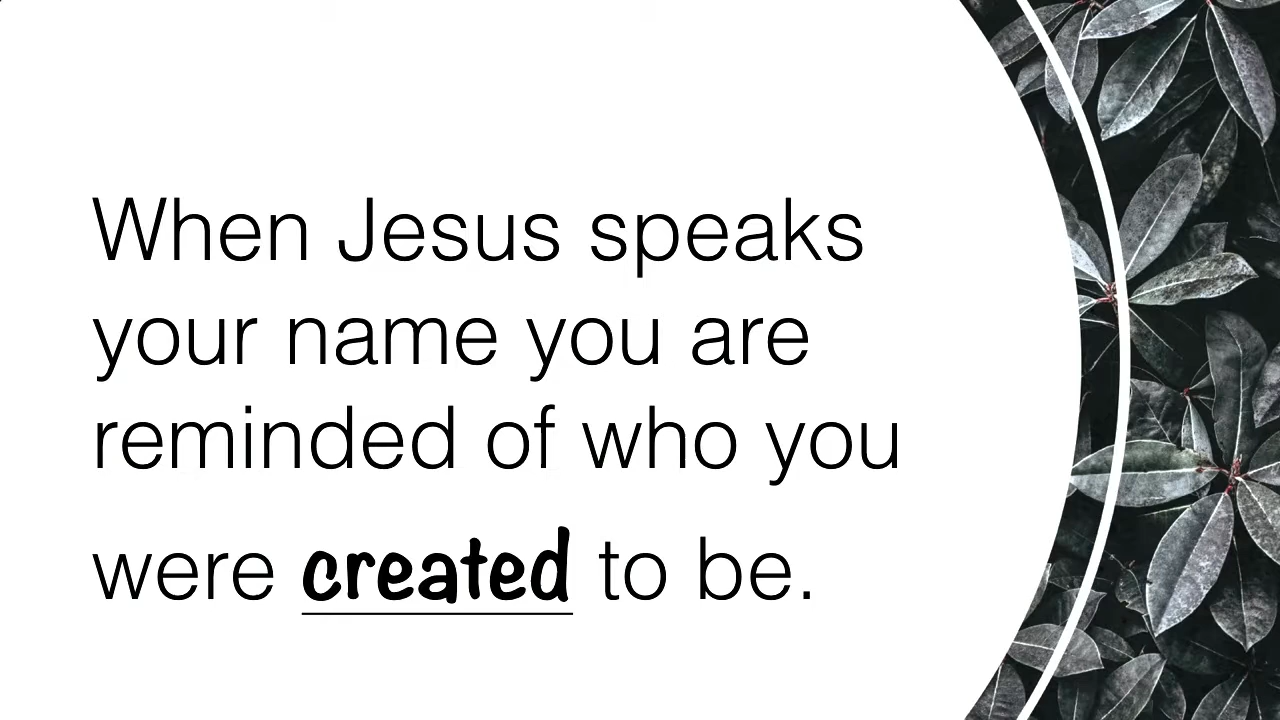 When Jesus speaks
your name you are
reminded of who you
were created to be.